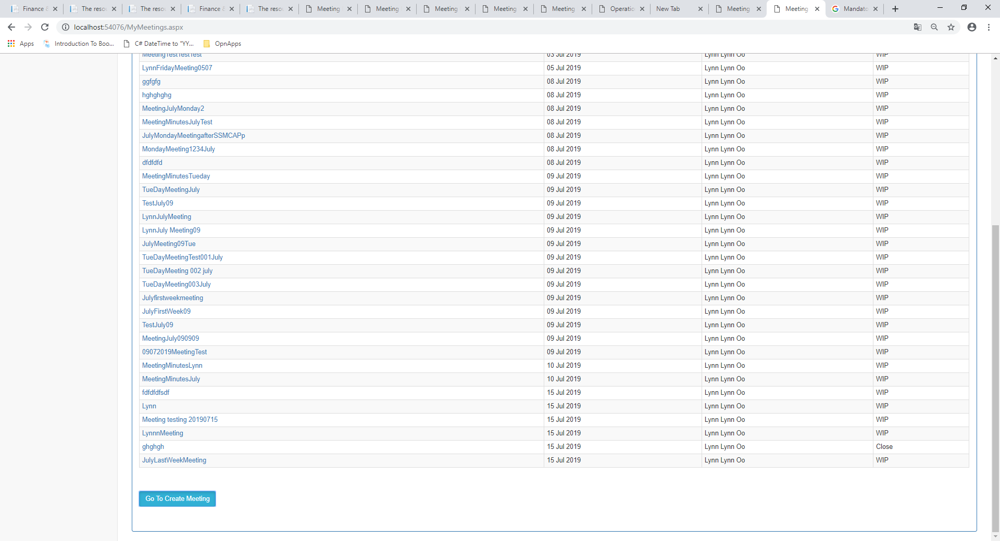 Finance & The resou The resou Finance & The resou Meeting Meeting Meeting Meeting Meeting Operatio New Tab Meeting Meeting Mandato
localhost:54076/MyMeetings.aspx
Apps Introduction To Boo... C# DateTime to "YY... OpnApps
MeetingTestTestTest 03 Jul 2019 Lynn Lynn Oo WIP
LynnFridayMeeting0507 05 Jul 2019 Lynn Lynn Oo WIP
ggfgfg 08 Jul 2019 Lynn Lynn Oo WIP
hghghghg 08 Jul 2019 Lynn Lynn Oo WIP
MeetingJulyMonday2 08 Jul 2019 Lynn Lynn Oo WIP
MeetingMinutesJulyTest 08 Jul 2019 Lynn Lynn Oo WIP
JulyMondayMeetingafterSSMCAPp 08 Jul 2019 Lynn Lynn Oo WIP
MondayMeeting1234July 08 Jul 2019 Lynn Lynn Oo WIP
dfdfdfd 08 Jul 2019 Lynn Lynn Oo WIP
MeetingMinutesTueday 09 Jul 2019 Lynn Lynn Oo WIP
TueDayMeetingJuly 09 Jul 2019 Lynn Lynn Oo WIP
TestJuly09 09 Jul 2019 Lynn Lynn Oo WIP
LynnJulyMeeting 09 Jul 2019 Lynn Lynn Oo WIP
LynnJuly Meeting09 09 Jul 2019 Lynn Lynn Oo WIP
JulyMeeting09Tue 09 Jul 2019 Lynn Lynn Oo WIP
TueDayMeetingTest001July 09 Jul 2019 Lynn Lynn Oo WIP
TueDayMeeting 002 july 09 Jul 2019 Lynn Lynn Oo WIP
TueDayMeeting003July 09 Jul 2019 Lynn Lynn Oo WIP
Julyfirstweekmeeting 09 Jul 2019 Lynn Lynn Oo WIP
JulyFirstWeek09 09 Jul 2019 Lynn Lynn Oo WIP
TestJuly09 09 Jul 2019 Lynn Lynn Oo WIP
MeetingJuly090909 09 Jul 2019 Lynn Lynn Oo WIP
09072019MeetingTest 09 Jul 2019 Lynn Lynn Oo WIP
MeetingMinutesLynn 10 Jul 2019 Lynn Lynn Oo WIP
MeetingMinutesJuly 10 Jul 2019 Lynn Lynn Oo WIP
fdfdfdfsdf 15 Jul 2019 Lynn Lynn Oo WIP
Lynn 15 Jul 2019 Lynn Lynn Oo WIP
Meeting testing 20190715 15 Jul 2019 Lynn Lynn Oo WIP
LynnnMeeting 15 Jul 2019 Lynn Lynn Oo WIP
ghghgh 15 Jul 2019 Lynn Lynn Oo Close
JulyLastWeekMeeting 15 Jul 2019 Lynn Lynn Oo WIP
Go To Create Meeting